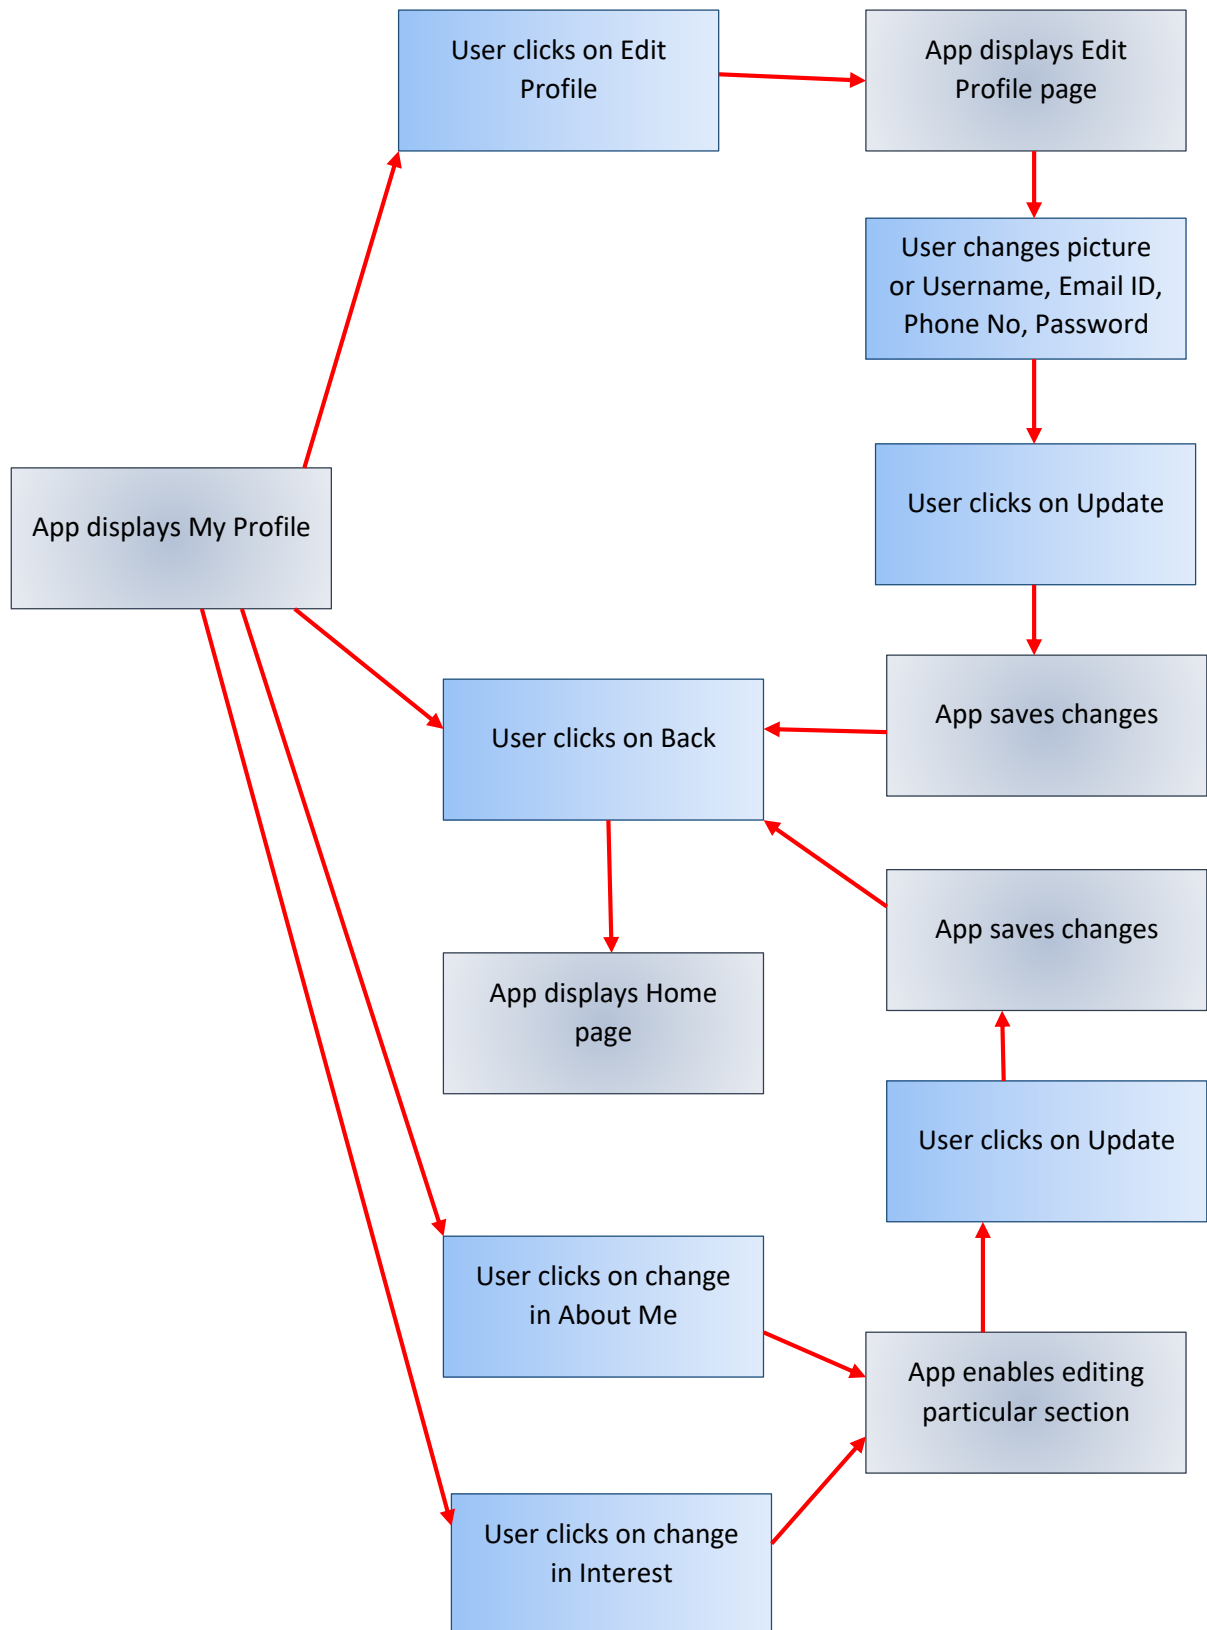 User clicks on Edit
Profile
App displays Edit
Profile page
User changes picture
or Username, Email ID,
Phone No, Password
App displays My Profile
User clicks on Update
User clicks on Back
App saves changes
App saves changes
App displays Home
page
User clicks on Update
User clicks on change
in About Me
App enables editing
particular section
User clicks on change
in Interest